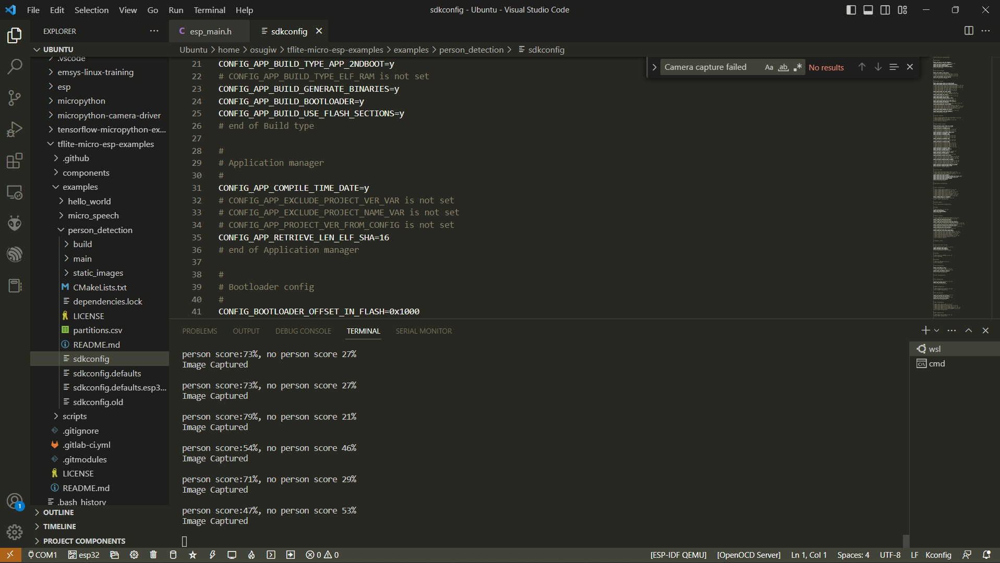 File Edit Selection View Go Run Terminal Help
sdkconfig - Ubuntu - Visual Studio Code
EXPLORER
UBUNTU
.vscode
emsys-linux-training
esp
micropython
micropython-camera-driver
tensorflow-micropython-ex...
tflite-micro-esp-examples
.github
components
examples
hello_world
micro_speech
person_detection
build
main
static_images
CMakeLists.txt
dependencies.lock
LICENSE
partitions.csv
README.md
sdkconfig
sdkconfig.defaults
sdkconfig.defaults.esp3...
sdkconfig.old
scripts
.gitignore
.gitlab-ci.yml
.gitmodules
LICENSE
README.md
.bash_history
OUTLINE
TIMELINE
PROJECT COMPONENTS
1
C esp_main.h
sdkconfig
Ubuntu > home > osugiw > tflite-micro-esp-examples > examples > person_detection > sdkconfig
Camera capture failed Aa ab .* No results
21 CONFIG_APP_BUILD_TYPE_APP_2NDBOOT=y
22 # CONFIG_APP_BUILD_TYPE_ELF_RAM is not set
23 CONFIG_APP_BUILD_GENERATE_BINARIES=y
24 CONFIG_APP_BUILD_BOOTLOADER=y
25 CONFIG_APP_BUILD_USE_FLASH_SECTIONS=y
26 # end of Build type
27
28 #
29 # Application manager
30 #
31 CONFIG_APP_COMPILE_TIME_DATE=y
32 # CONFIG_APP_EXCLUDE_PROJECT_VER_VAR is not set
33 # CONFIG_APP_EXCLUDE_PROJECT_NAME_VAR is not set
34 # CONFIG_APP_PROJECT_VER_FROM_CONFIG is not set
35 CONFIG_APP_RETRIEVE_LEN_ELF_SHA=16
36 # end of Application manager
37
38 #
39 # Bootloader config
40 #
41 CONFIG_BOOTLOADER_OFFSET_IN_FLASH=0x1000
PROBLEMS OUTPUT DEBUG CONSOLE TERMINAL SERIAL MONITOR
person score:73%, no person score 27%
Image Captured
person score:73%, no person score 27%
Image Captured
person score:79%, no person score 21%
Image Captured
person score:54%, no person score 46%
Image Captured
person score:71%, no person score 29%
Image Captured
person score:47%, no person score 53%
Image Captured
wsl
cmd
COM1 esp32 0 0 [ESP-IDF QEMU] [OpenOCD Server] Ln 1, Col 1 Spaces: 4 UTF-8 LF Kconfig